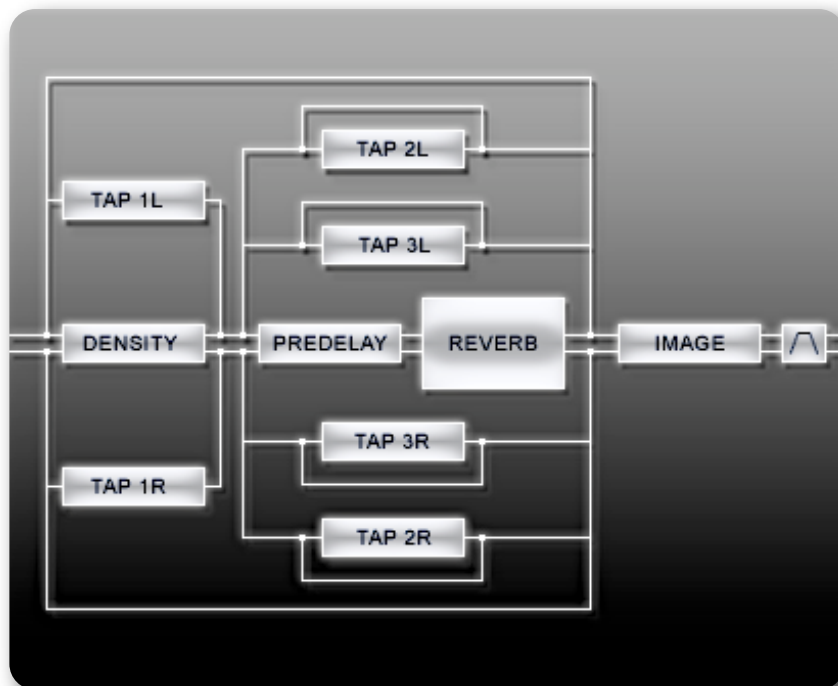 TAP 2L
TAP 1L
TAP 3L
DENSITY
PREDELAY
REVERB
IMAGE
TAP 3R
TAP 1R
TAP 2R